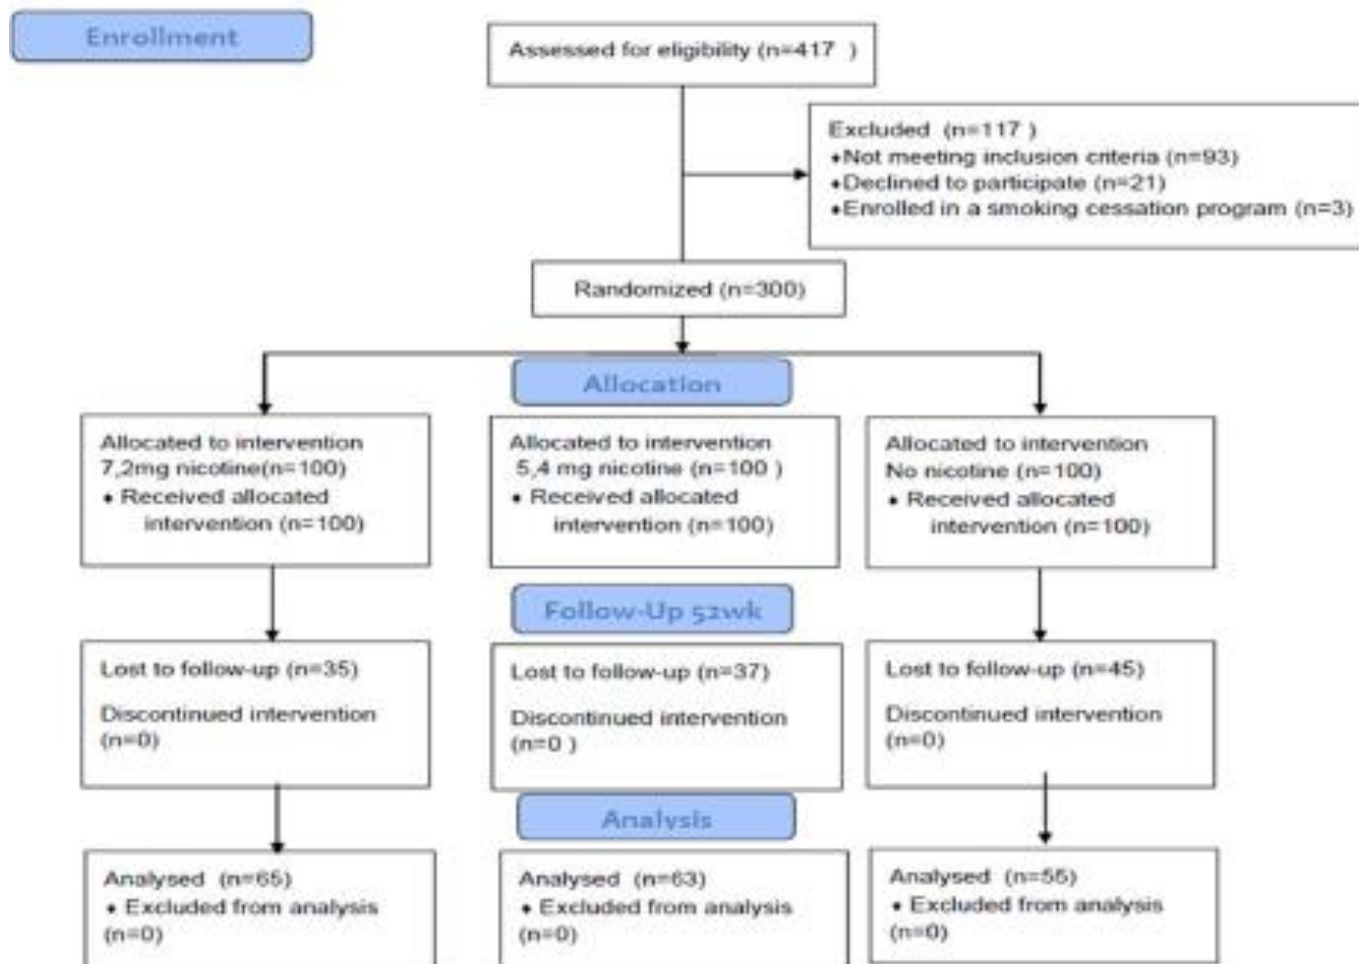 Enrollment
Assessed for eligibility (n=417 )
Excluded (n=117 )
♦Not meeting inclusion criteria (n=93)
♦Declined to participate (n=21)
♦Enrolled in a smoking cessation program (n=3)
Randomized (n=300)
Allocation
Allocated to intervention
7,2mg nicotine(n=100)
♦ Received allocated
intervention (n=100)
Allocated to intervention
5,4 mg nicotine (n=100 )
♦ Received allocated
intervention (n=100)
Allocated to intervention
No nicotine (n=100)
♦ Received allocated
intervention (n=100)
Follow-Up 52wk
Lost to follow-up (n=35)
Discontinued intervention
(n=0)
Lost to follow-up (n=37)
Discontinued intervention
(n=0 )
Lost to follow-up (n=45)
Discontinued intervention
(n=0)
Analysis
Analysed (n=65)
♦ Excluded from analysis
(n=0)
Analysed (n=63)
♦ Excluded from analysis
(n=0)
Analysed (n=55)
♦ Excluded from analysis
(n=0)